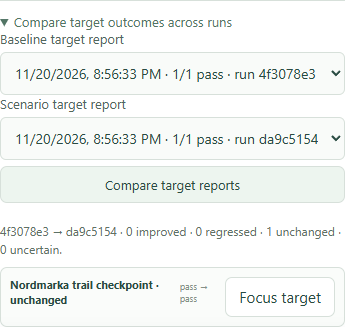 ▼ Compare target outcomes across runs
Baseline target report
11/20/2026, 8:56:33 PM · 1/1 pass · run 4f3078e3
Scenario target report
11/20/2026, 8:56:33 PM · 1/1 pass · run da9c5154
Compare target reports
4f3078e3 → da9c5154 · 0 improved · 0 regressed · 1 unchanged ·
0 uncertain.
Nordmarka trail checkpoint ·
unchanged
pass →
pass
Focus target